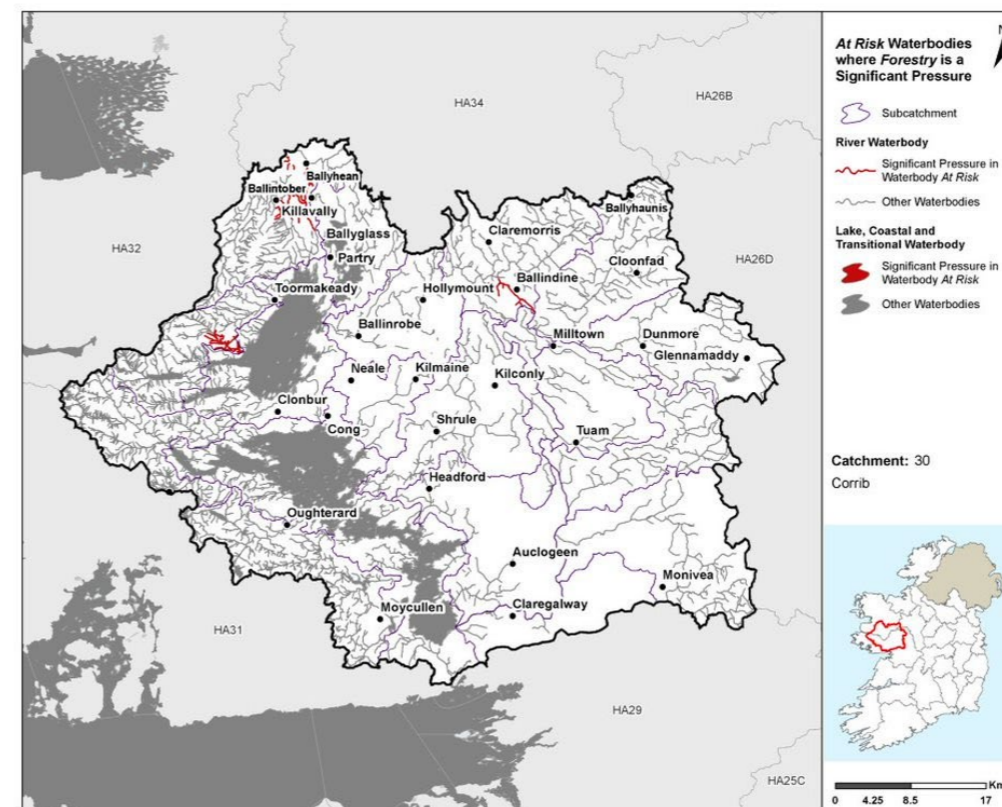 HA34
HA26B
HA32
HA26D
HA31
HA29
HA25C
Ballyhean
Ballintober
Killavally
Ballyglass
Partry
Toormakeady
Claremorris
Ballyhaunis
Cloonfad
Ballindine
Hollymount
Ballinrobe
Milltown
Dunmore
Glennamaddy
Neale
Kilmaine
Kilconly
Clonbur
Cong
Shrule
Tuam
Headford
Oughterard
Auclogeen
Monivea
Moycullen
Claregalway
At Risk Waterbodies
where Forestry is a
Significant Pressure
N
Subcatchment
River Waterbody
Significant Pressure in
Waterbody At Risk
Other Waterbodies
Lake, Coastal and
Transitional Waterbody
Significant Pressure in
Waterbody At Risk
Other Waterbodies
Catchment: 30
Corrib
Km
0 4.25 8.5 17